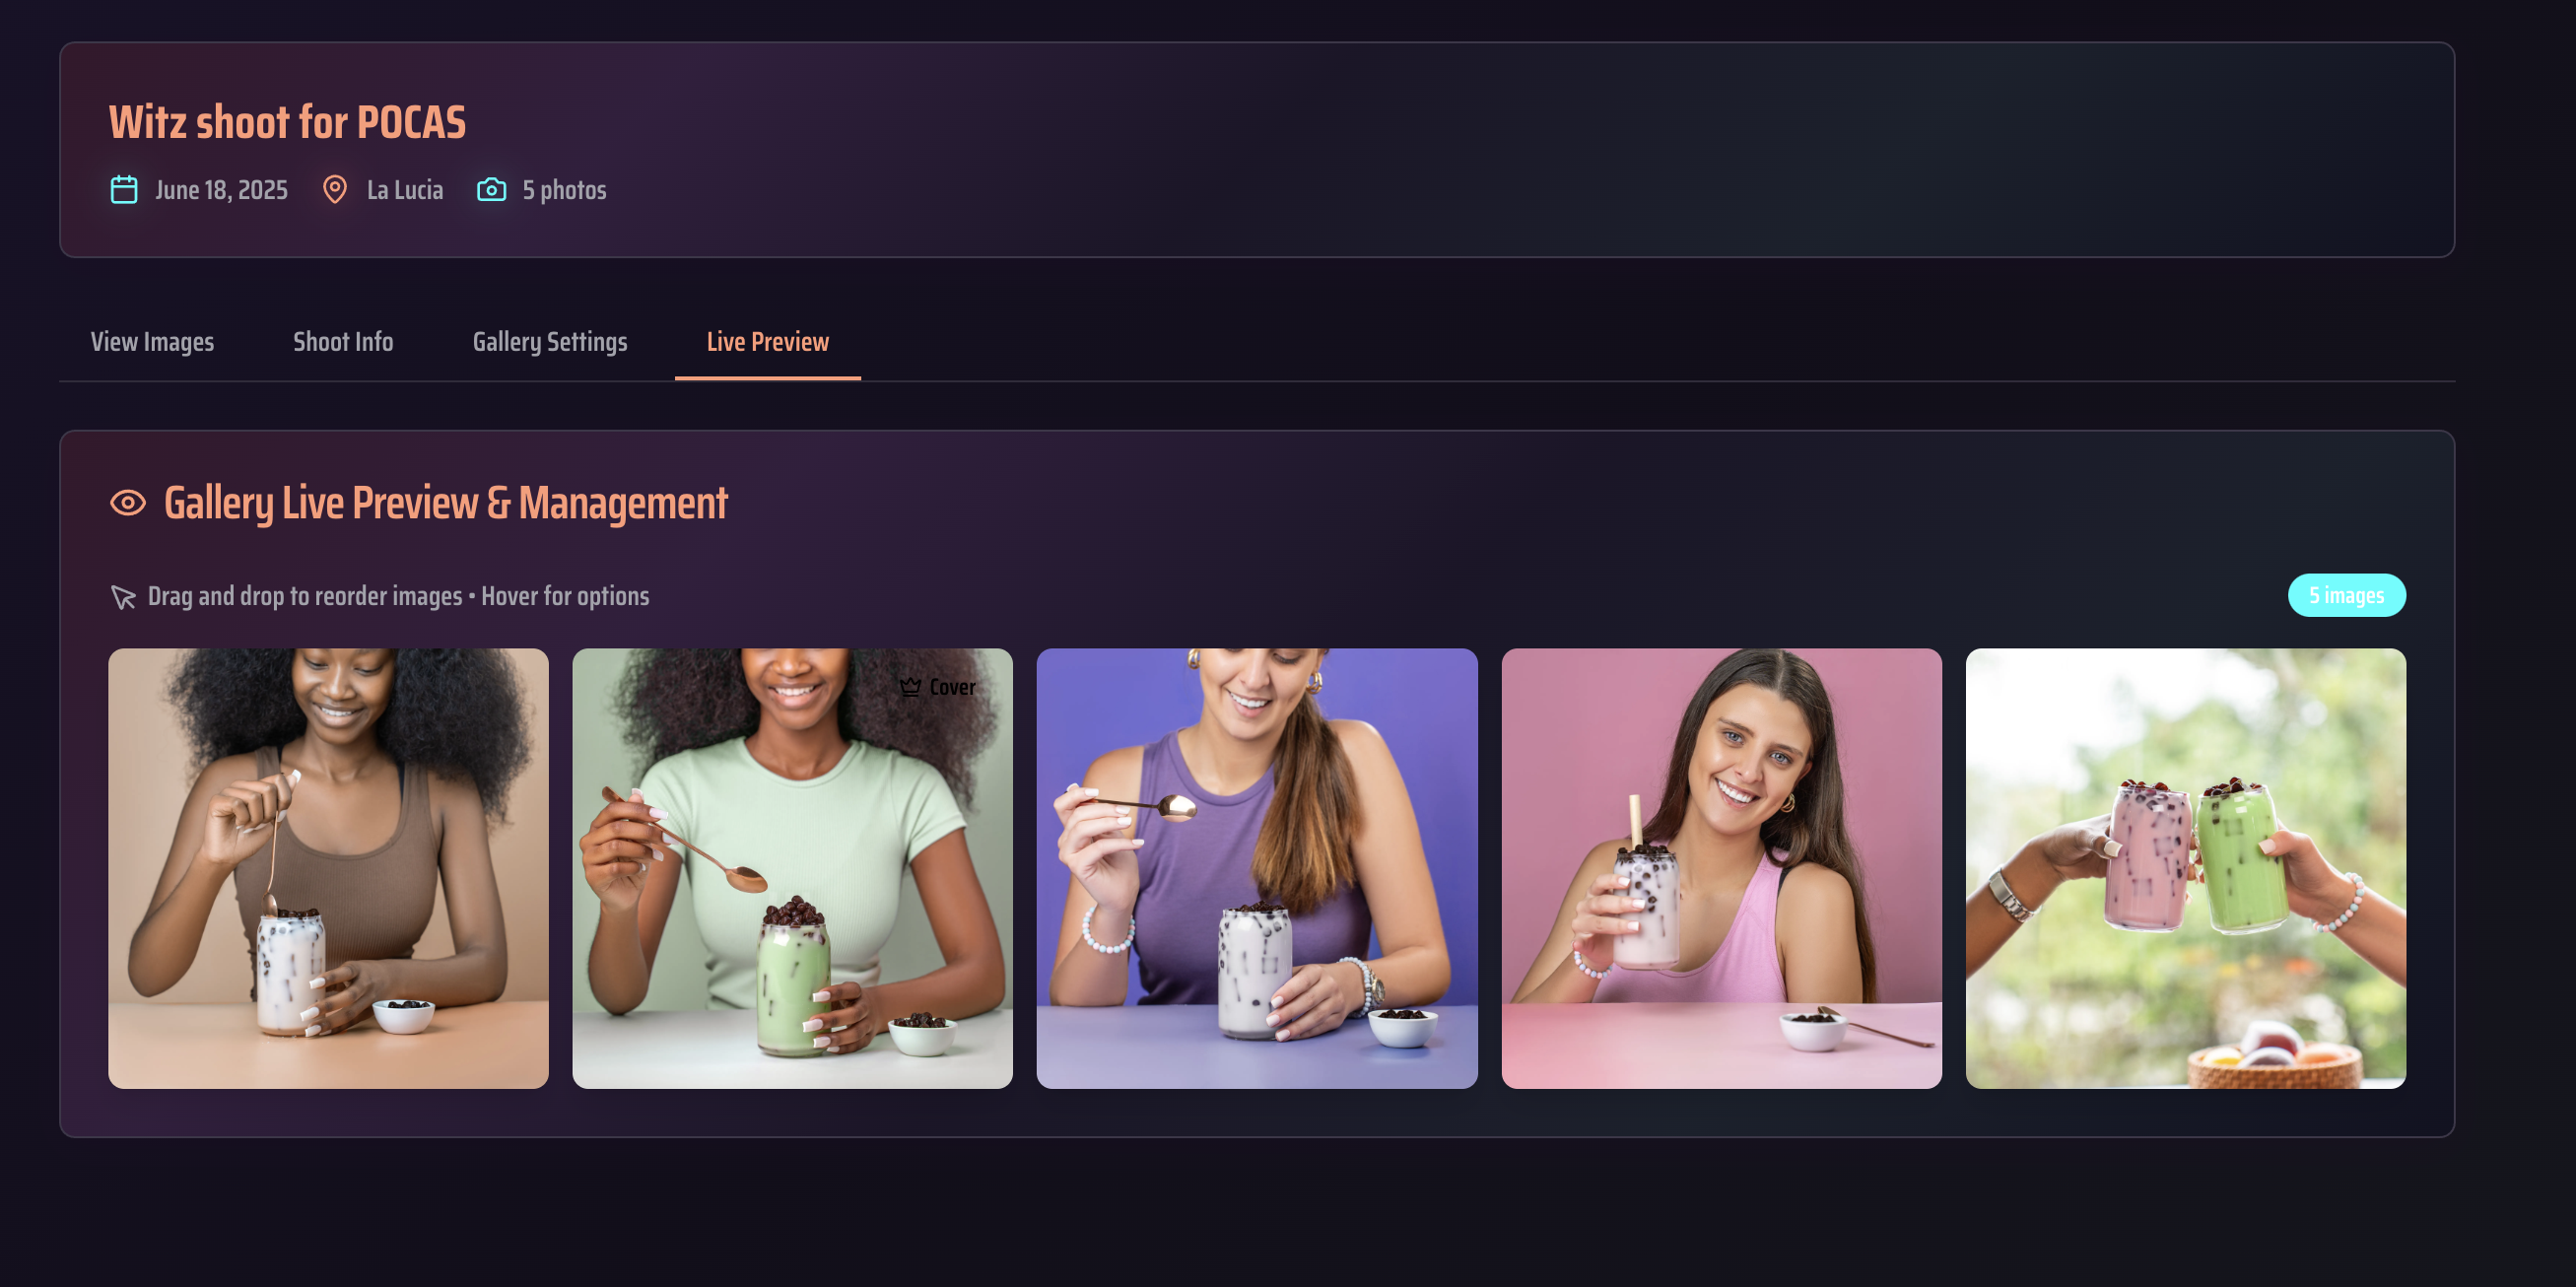 Witz shoot for POCAS
June 18, 2025 La Lucia 5 photos
View Images Shoot Info Gallery Settings Live Preview
Gallery Live Preview & Management
Drag and drop to reorder images • Hover for options 5 images
Cover